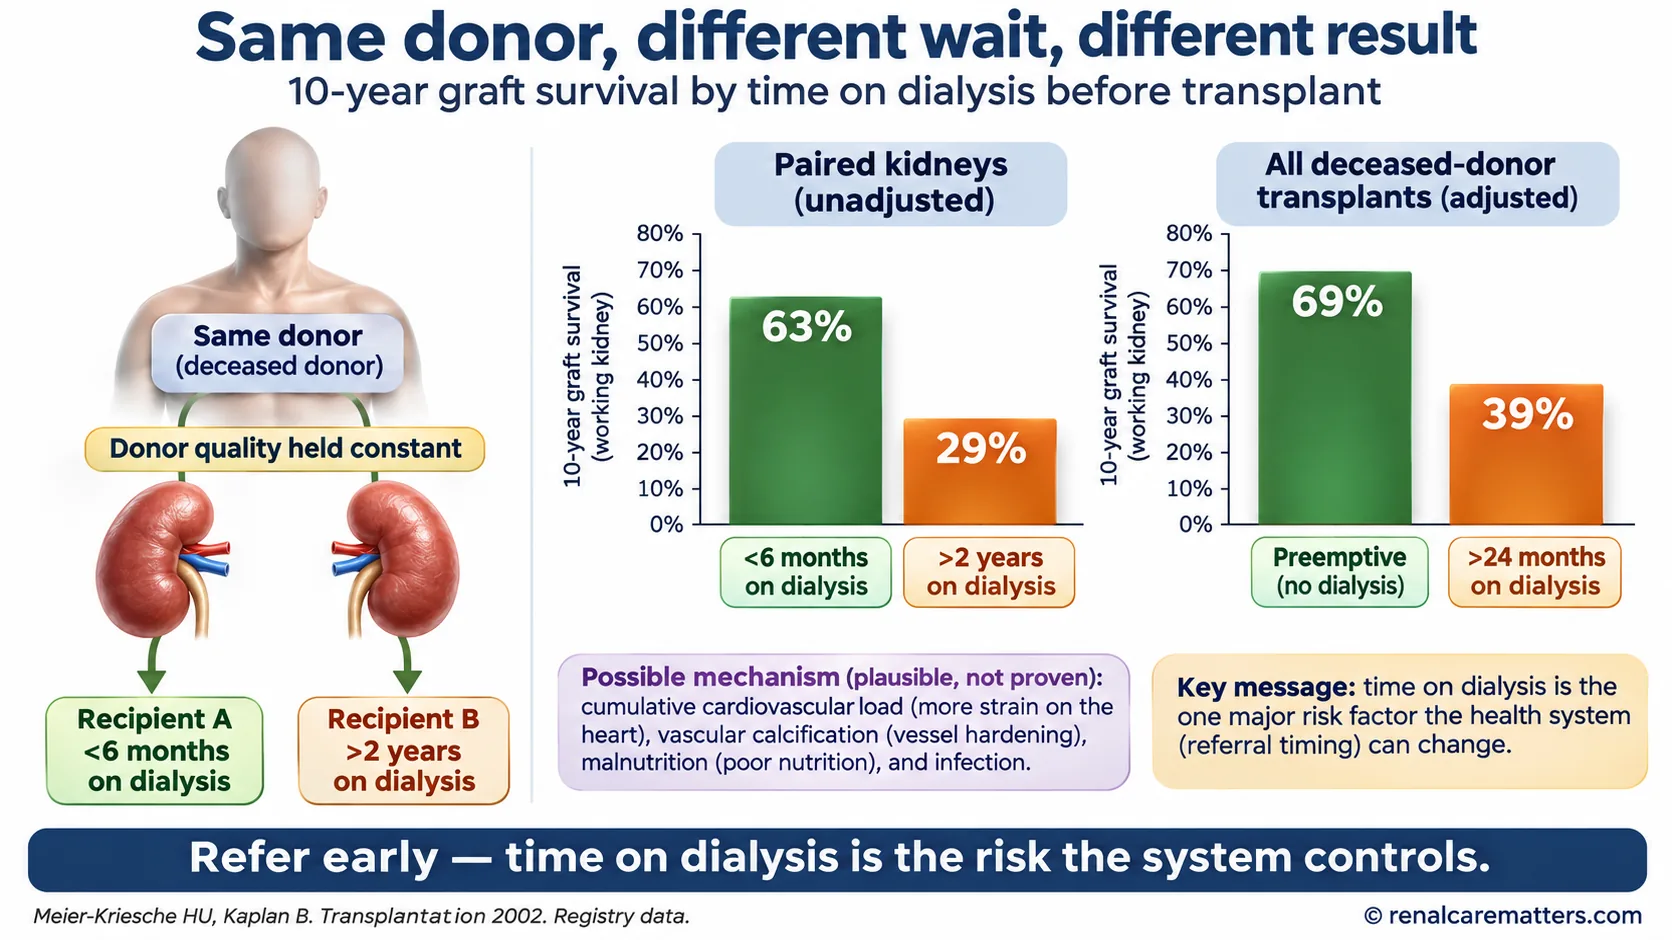 Same donor, different wait, different result
10-year graft survival by time on dialysis before transplant
Same donor
(deceased donor)
Donor quality held constant
Recipient A
<6 months
on dialysis
Recipient B
>2 years
on dialysis
Paired kidneys
(unadjusted)
10-year graft survival
(working kidney)
80%
70%
60%
50%
40%
30%
20%
10%
0%
63%
29%
<6 months
on dialysis
>2 years
on dialysis
All deceased-donor
transplants (adjusted)
10-year graft survival
(working kidney)
80%
70%
60%
50%
40%
30%
20%
10%
0%
69%
39%
Preemptive
(no dialysis)
>24 months
on dialysis
Possible mechanism (plausible, not proven):
cumulative cardiovascular load (more strain on the
heart), vascular calcification (vessel hardening),
malnutrition (poor nutrition), and infection.
Key message: time on dialysis is the
one major risk factor the health system
(referral timing) can change.
Refer early — time on dialysis is the risk the system controls.
Meier-Kriesche HU, Kaplan B. Transplantation 2002. Registry data.
© renalcarematters.com